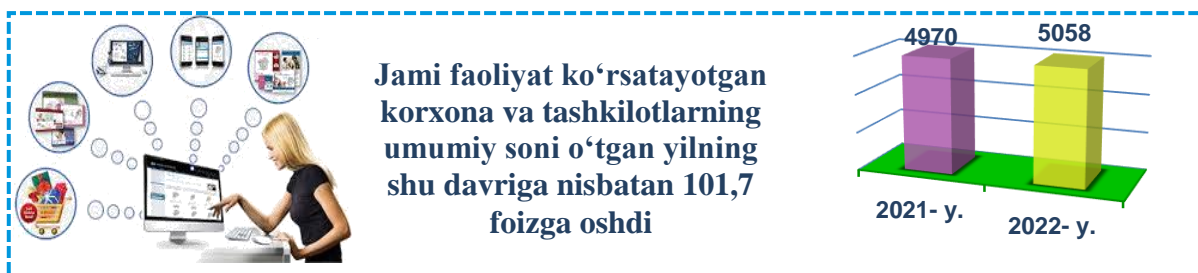 Jami faoliyat ko‘rsatayotgan
korxona va tashkilotlarning
umumiy soni o‘tgan yilning
shu davriga nisbatan 101,7
foizga oshdi
4970
5058
2021- y.
2022- y.